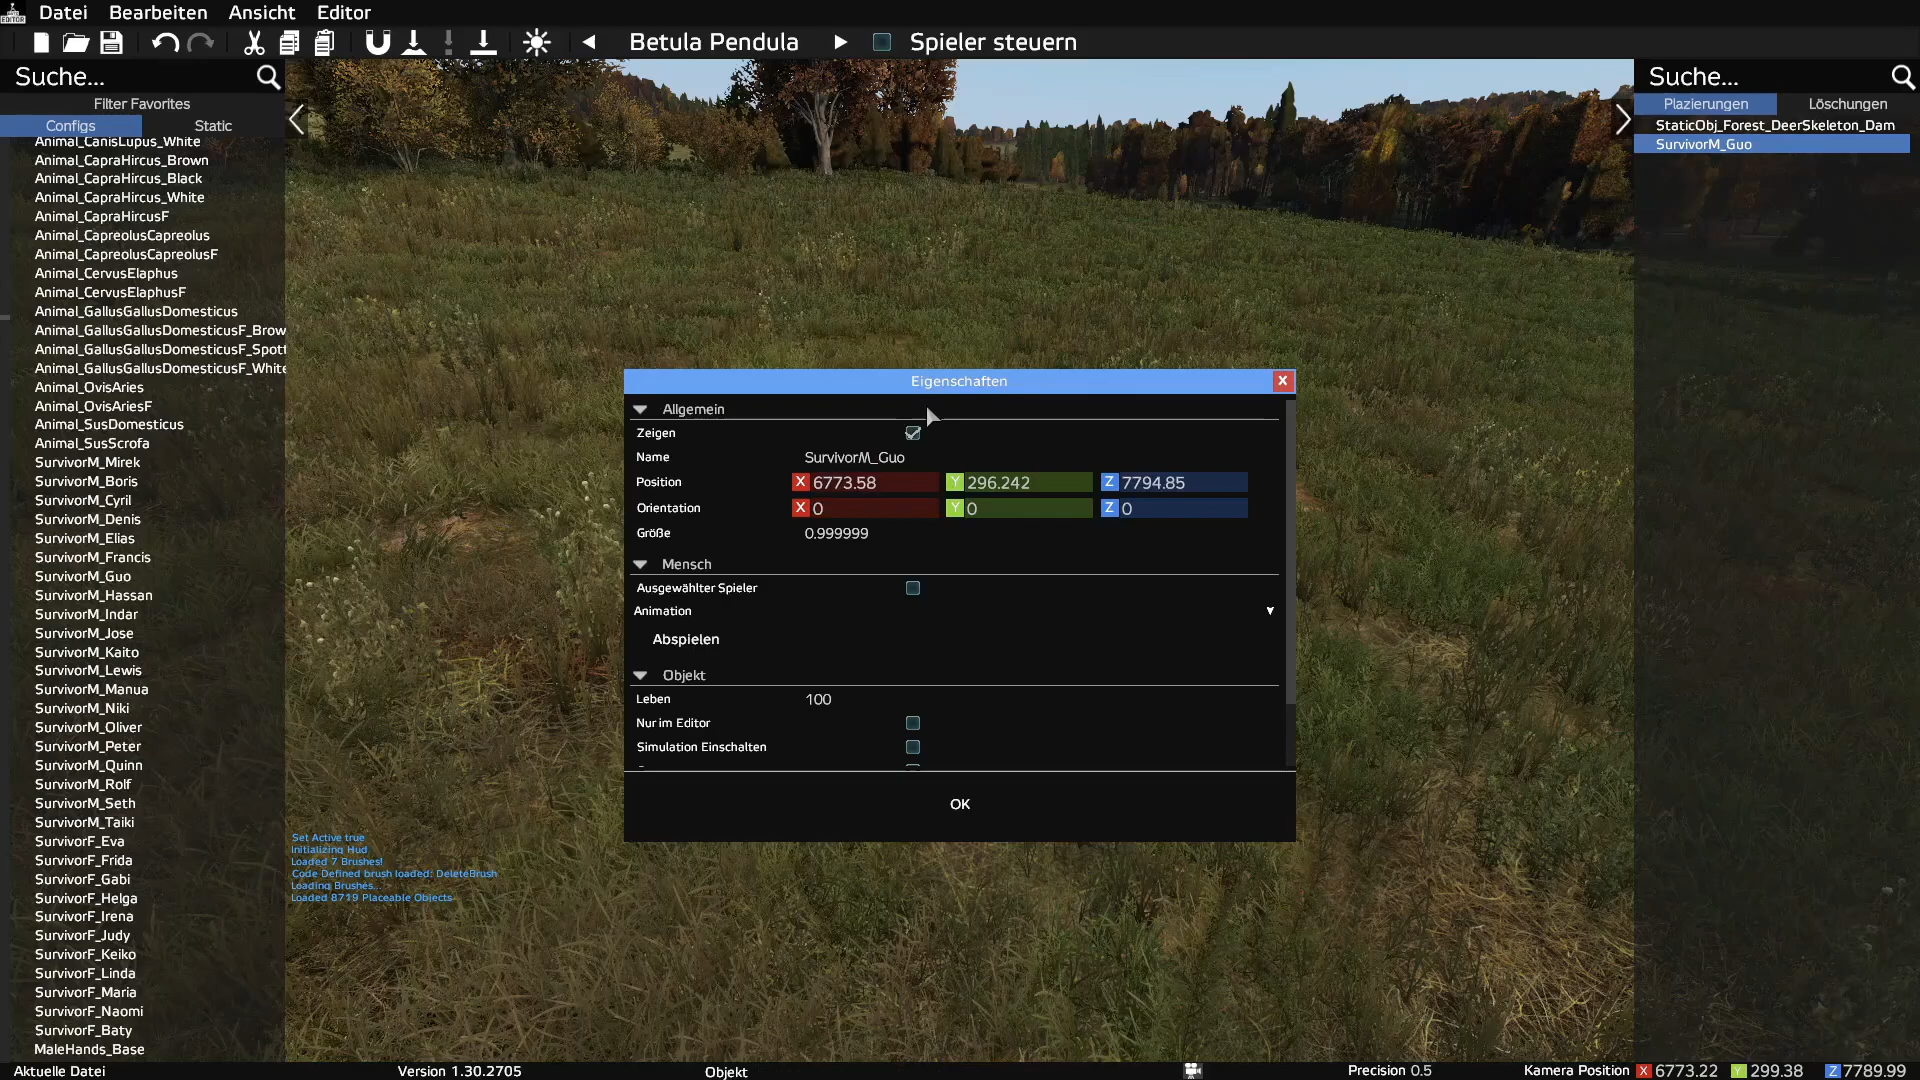 Datei Bearbeiten Ansicht Editor
EDITOR
Betula Pendula Spieler steuern
Suche...
Filter Favorites
Configs Static
Animal_CanisLupus_White
Animal_CapraHircus_Brown
Animal_CapraHircus_Black
Animal_CapraHircus_White
Animal_CapraHircusF
Animal_CapreolusCapreolus
Animal_CapreolusCapreolusF
Animal_CervusElaphus
Animal_CervusElaphusF
Animal_GallusGallusDomesticus
Animal_GallusGallusDomesticusF_Brow
Animal_GallusGallusDomesticusF_Spott
Animal_GallusGallusDomesticusF_White
Animal_OvisAries
Animal_OvisAriesF
Animal_SusDomesticus
Animal_SusScrofa
SurvivorM_Mirek
SurvivorM_Boris
SurvivorM_Cyril
SurvivorM_Denis
SurvivorM_Elias
SurvivorM_Francis
SurvivorM_Guo
SurvivorM_Hassan
SurvivorM_Indar
SurvivorM_Jose
SurvivorM_Kaito
SurvivorM_Lewis
SurvivorM_Manua
SurvivorM_Niki
SurvivorM_Oliver
SurvivorM_Peter
SurvivorM_Quinn
SurvivorM_Rolf
SurvivorM_Seth
SurvivorM_Taiki
SurvivorF_Eva
SurvivorF_Frida
SurvivorF_Gabi
SurvivorF_Helga
SurvivorF_Irena
SurvivorF_Judy
SurvivorF_Keiko
SurvivorF_Linda
SurvivorF_Maria
SurvivorF_Naomi
SurvivorF_Baty
MaleHands_Base
Eigenschaften X
Allgemein
Zeigen
Name SurvivorM_Guo
Position X 6773.58 Y 296.242 Z 7794.85
Orientation X 0 Y 0 Z 0
Größe 0.999999
Mensch
Ausgewählter Spieler
Animation
Abspielen
Objekt
Leben 100
Nur im Editor
Simulation Einschalten
OK
Set Active true
Initializing Hud
Loaded 7 Brushes!
Code Defined brush loaded: DeleteBrush
Loading Brushes...
Loaded 8719 Placeable Objects
Suche...
Plazierungen Löschungen
StaticObj_Forest_DeerSkeleton_Dam
SurvivorM_Guo
Aktuelle Datei Version 1.30.2705 Objekt Precision 0.5 Kamera Position X 6773.22 Y 299.38 Z 7789.99